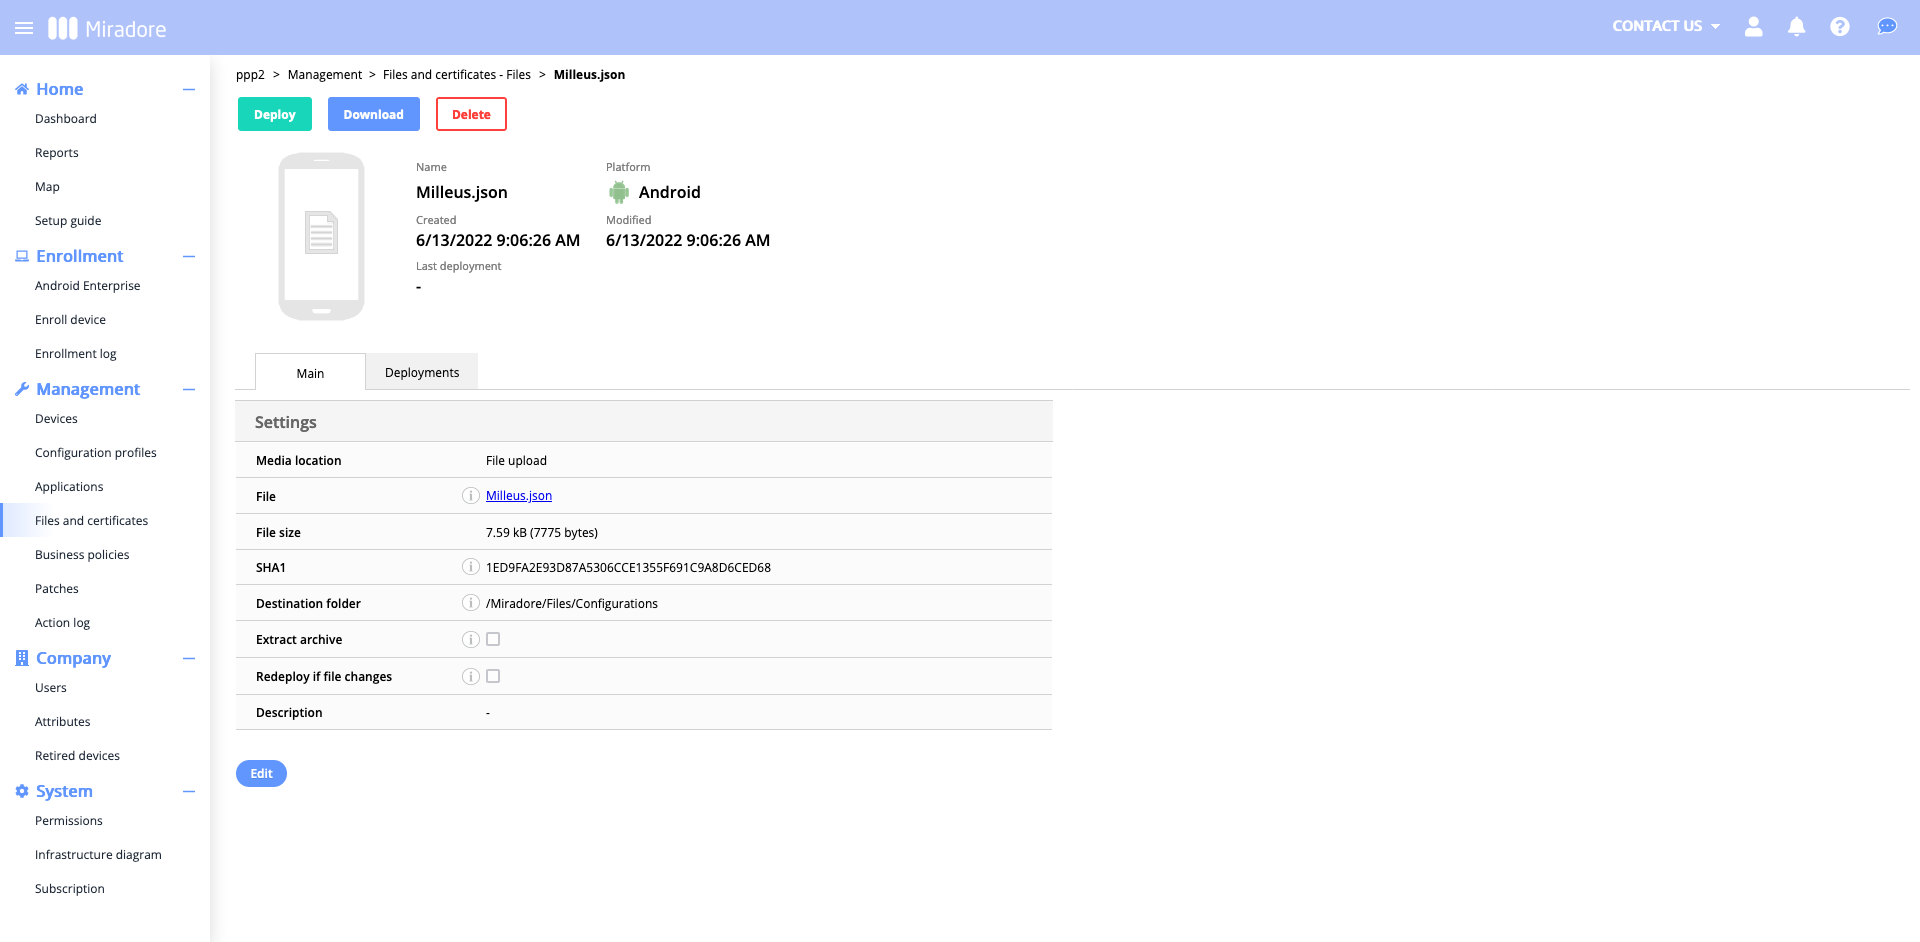 Miradore
CONTACT US
ppp2 > Management > Files and certificates - Files > Milleus.json
Home
Dashboard
Reports
Map
Setup guide
Enrollment
Android Enterprise
Enroll device
Enrollment log
Management
Devices
Configuration profiles
Applications
Files and certificates
Business policies
Patches
Action log
Company
Users
Attributes
Retired devices
System
Permissions
Infrastructure diagram
Subscription
Deploy Download Delete
Name Platform
Milleus.json Android
Created Modified
6/13/2022 9:06:26 AM 6/13/2022 9:06:26 AM
Last deployment
-
Main Deployments
Settings
Media location File upload
File Milleus.json
File size 7.59 kB (7775 bytes)
SHA1 1ED9FA2E93D87A5306CCE1355F691C9A8D6CED68
Destination folder /Miradore/Files/Configurations
Extract archive
Redeploy if file changes
Description -
Edit